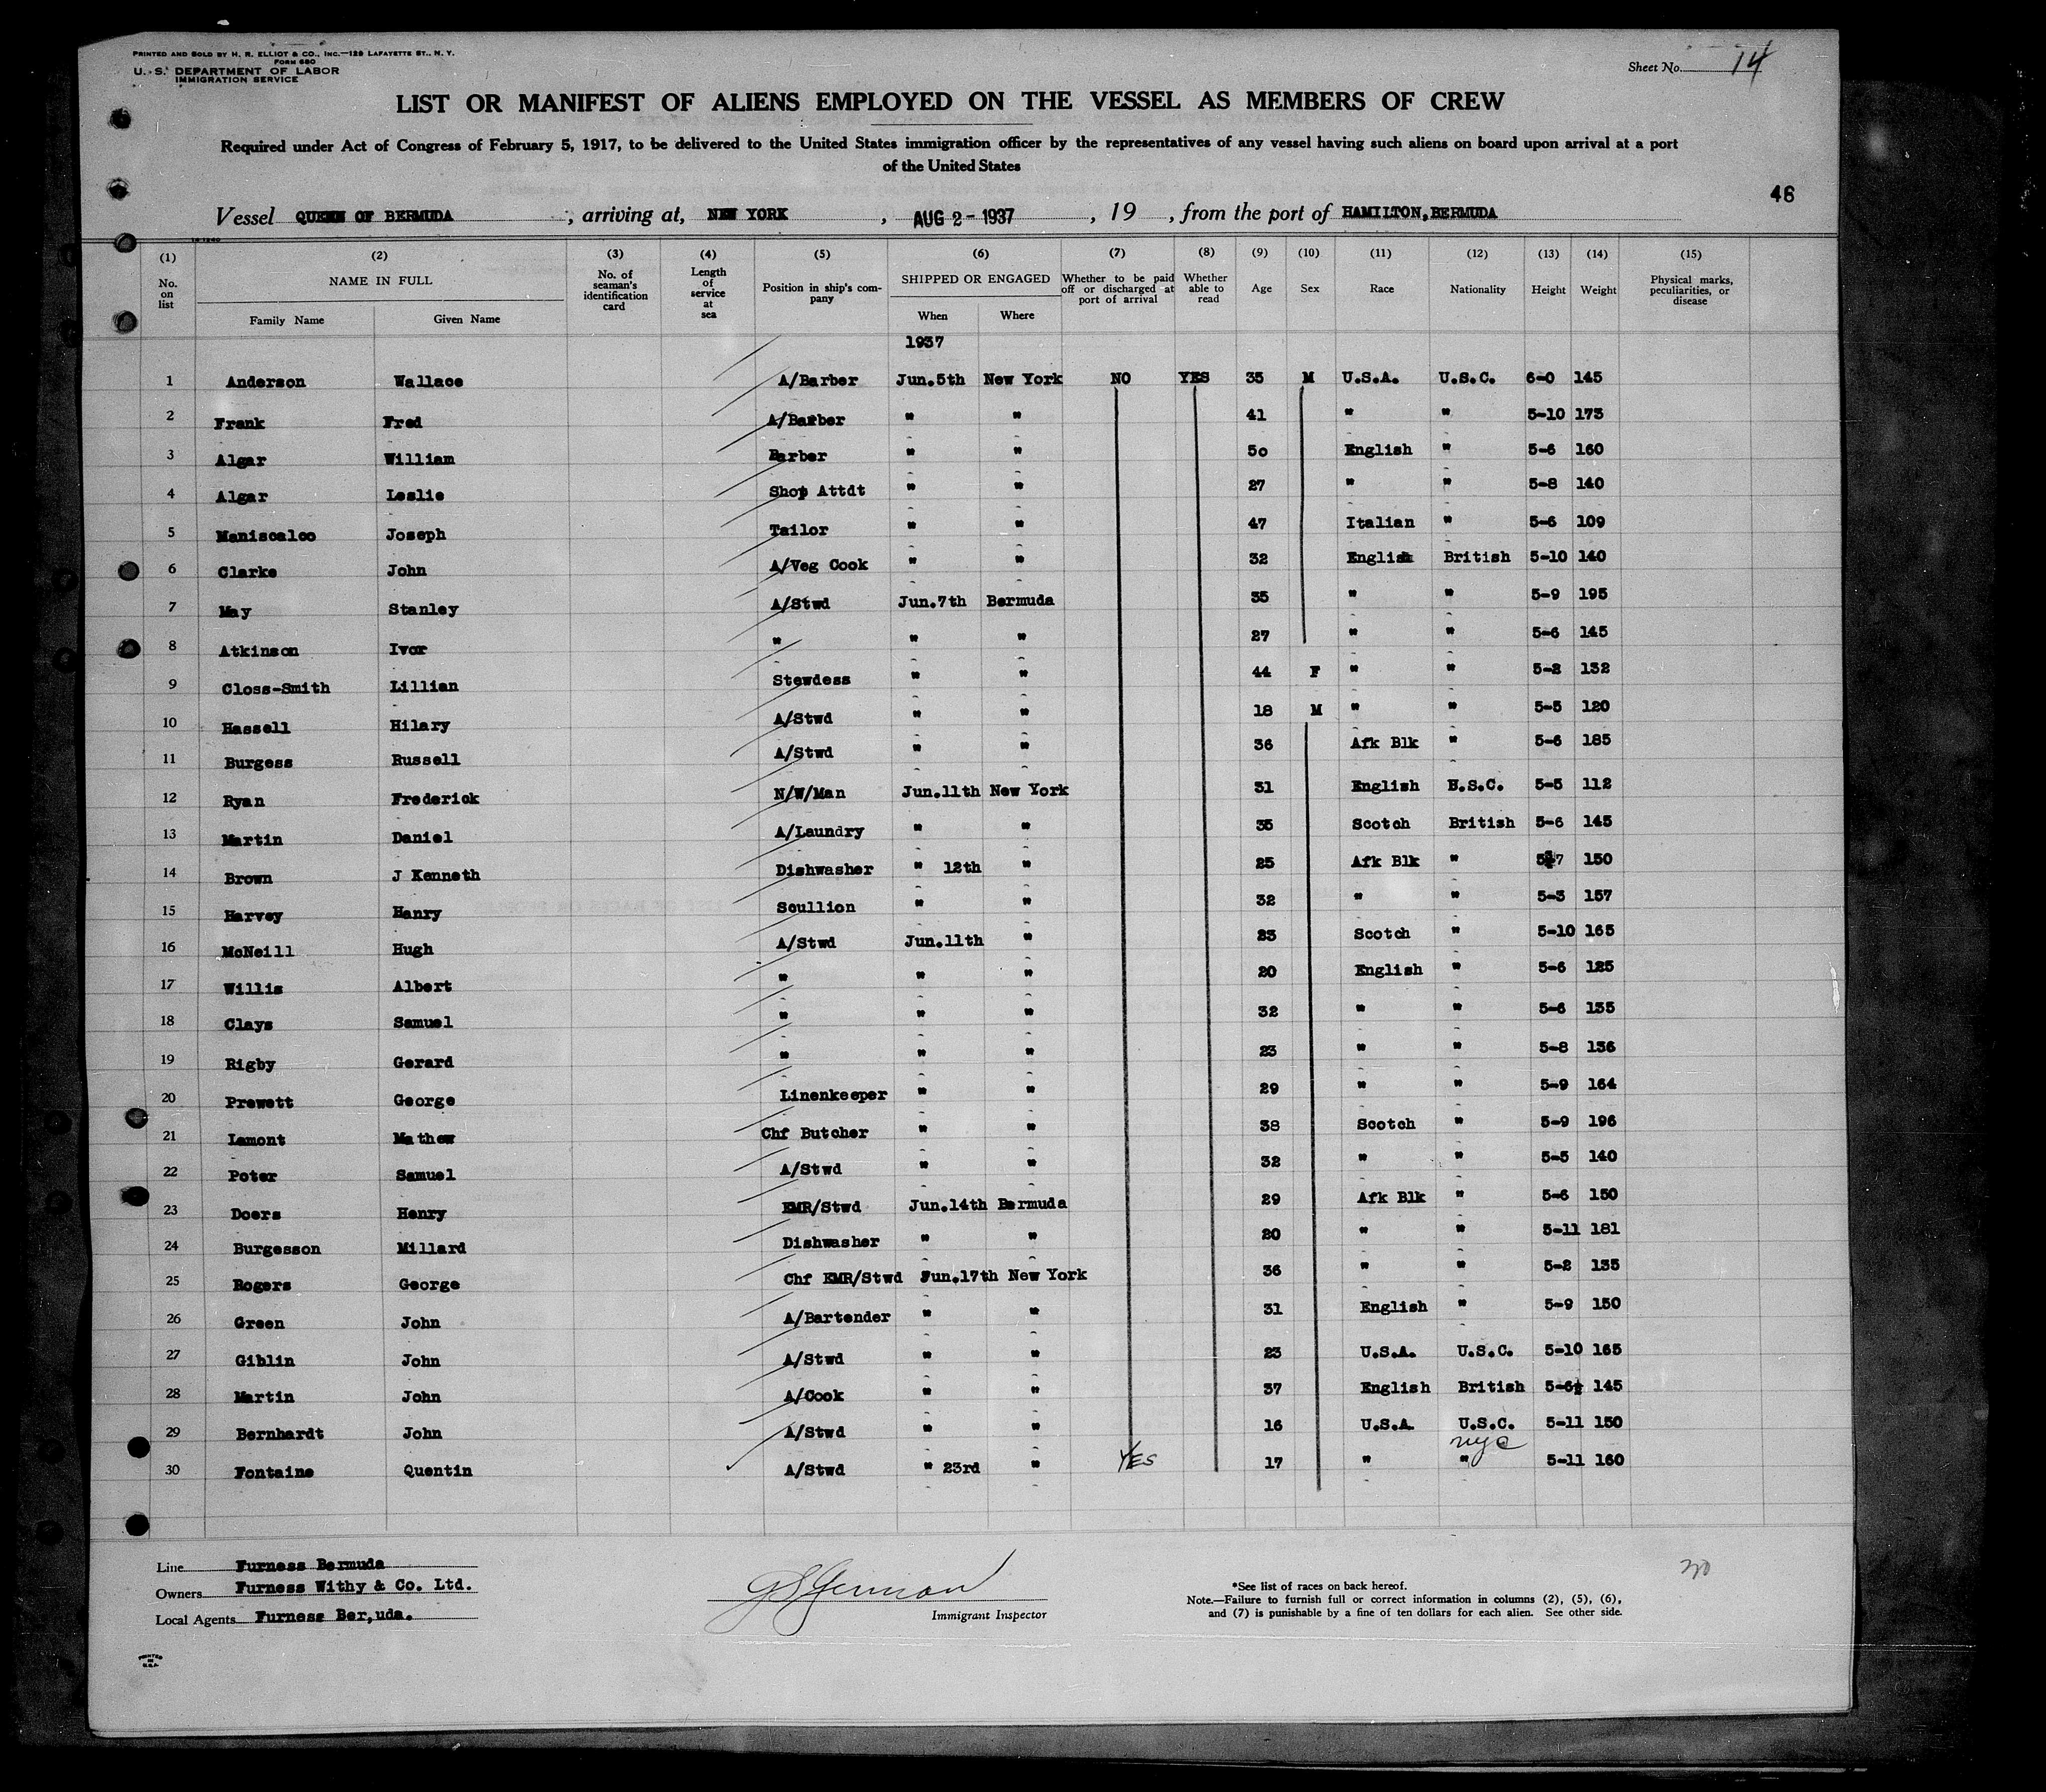 PRINTED AND SOLD BY H. R. ELLIOT & CO., INC.—129 LAFAYETTE ST., N. Y.
FORM 680
U. S. DEPARTMENT OF LABOR
IMMIGRATION SERVICE
Sheet No. 14
LIST OR MANIFEST OF ALIENS EMPLOYED ON THE VESSEL AS MEMBERS OF CREW
Required under Act of Congress of February 5, 1917, to be delivered to the United States immigration officer by the representatives of any vessel having such aliens on board upon arrival at a port
of the United States
46
Vessel QUEEN OF BERMUDA, arriving at, NEW YORK, AUG 2 - 1937, 19 , from the port of HAMILTON, BERMUDA
(1) (2) (3) (4) (5) (6) (7) (8) (9) (10) (11) (12) (13) (14) (15)
No. on list NAME IN FULL Family Name Given Name No. of seaman's identification card Length of service at sea Position in ship's company SHIPPED OR ENGAGED When Where Whether to be paid off or discharged at port of arrival Whether able to read Age Sex Race Nationality Height Weight Physical marks, peculiarities, or disease
1937
1 Anderson Wallace A/Barber Jun.5th New York NO YES 35 M U.S.A. U.S.C. 6-0 145
2 Frank Fred A/Barber " " 41 " " 5-10 173
3 Algar William Barber " " 50 English " 5-6 160
4 Algar Leslie Shop Attdt " " 27 " " 5-8 140
5 Maniscalco Joseph Tailor " " 47 Italian " 5-6 109
6 Clarke John A/Veg Cook " " 32 English British 5-10 140
7 May Stanley A/Stwd Jun.7th Bermuda 35 " " 5-9 195
8 Atkinson Ivor " " " 27 " " 5-6 145
9 Closs-Smith Lillian Stewdess " " 44 F " " 5-2 132
10 Hassell Hilary A/Stwd " " 18 M " " 5-5 120
11 Burgess Russell A/Stwd " " 36 Afk Blk " 5-6 185
12 Ryan Frederick N/W/Man Jun.11th New York 31 English B.S.C. 5-5 112
13 Martin Daniel A/Laundry " " 35 Scotch British 5-6 145
14 Brown J Kenneth Dishwasher " 12th " 25 Afk Blk " 5-7 150
15 Harvey Hanry Scullion " " 32 " " 5-3 157
16 McNeill Hugh A/Stwd Jun.11th " 23 Scotch " 5-10 165
17 Willis Albert " " " 20 English " 5-6 125
18 Clays Samuel " " " 32 " " 5-6 135
19 Rigby Gerard " " " 23 " " 5-8 136
20 Prewett George Linenkeeper " " 29 " " 5-9 164
21 Lamont Mathew Chf Butcher " " 38 Scotch " 5-9 196
22 Poter Samuel A/Stwd " " 32 " " 5-5 140
23 Doers Henry EMR/Stwd Jun.14th Bermuda 29 Afk Blk " 5-6 150
24 Burgesson Millard Dishwasher " " 20 " " 5-11 181
25 Rogers George Chf EMR/Stwd Jun.17th New York 36 " " 5-2 135
26 Green John A/Bartender " " 31 English " 5-9 150
27 Giblin John A/Stwd " " 23 U.S.A. U.S.C. 5-10 165
28 Martin John A/Cook " " 37 English British 5-6½ 145
29 Bernhardt John A/Stwd " " 16 U.S.A. U.S.C. 5-11 150
nyc
30 Fontaine Quentin A/Stwd " 23rd " YES 17 " " 5-11 160
Line Furness Bermuda
Owners Furness Withy & Co. Ltd.
Local Agents Furness Ber,uda.
Immigrant Inspector
*See list of races on back hereof.
Note.—Failure to furnish full or correct information in columns (2), (5), (6),
and (7) is punishable by a fine of ten dollars for each alien. See other side.
PRINTED
IN
U.S.A.